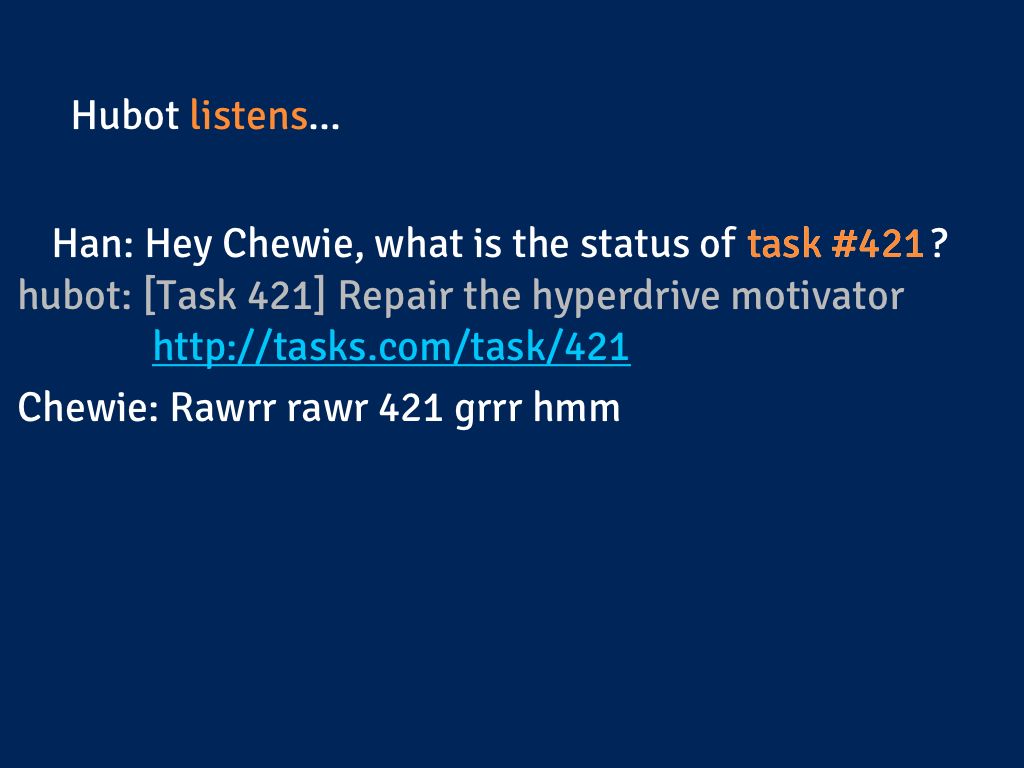 Hubot listens...
Han: Hey Chewie, what is the status of task #421?
hubot: [Task 421] Repair the hyperdrive motivator
http://tasks.com/task/421
Chewie: Rawrr rawr 421 grrr hmm